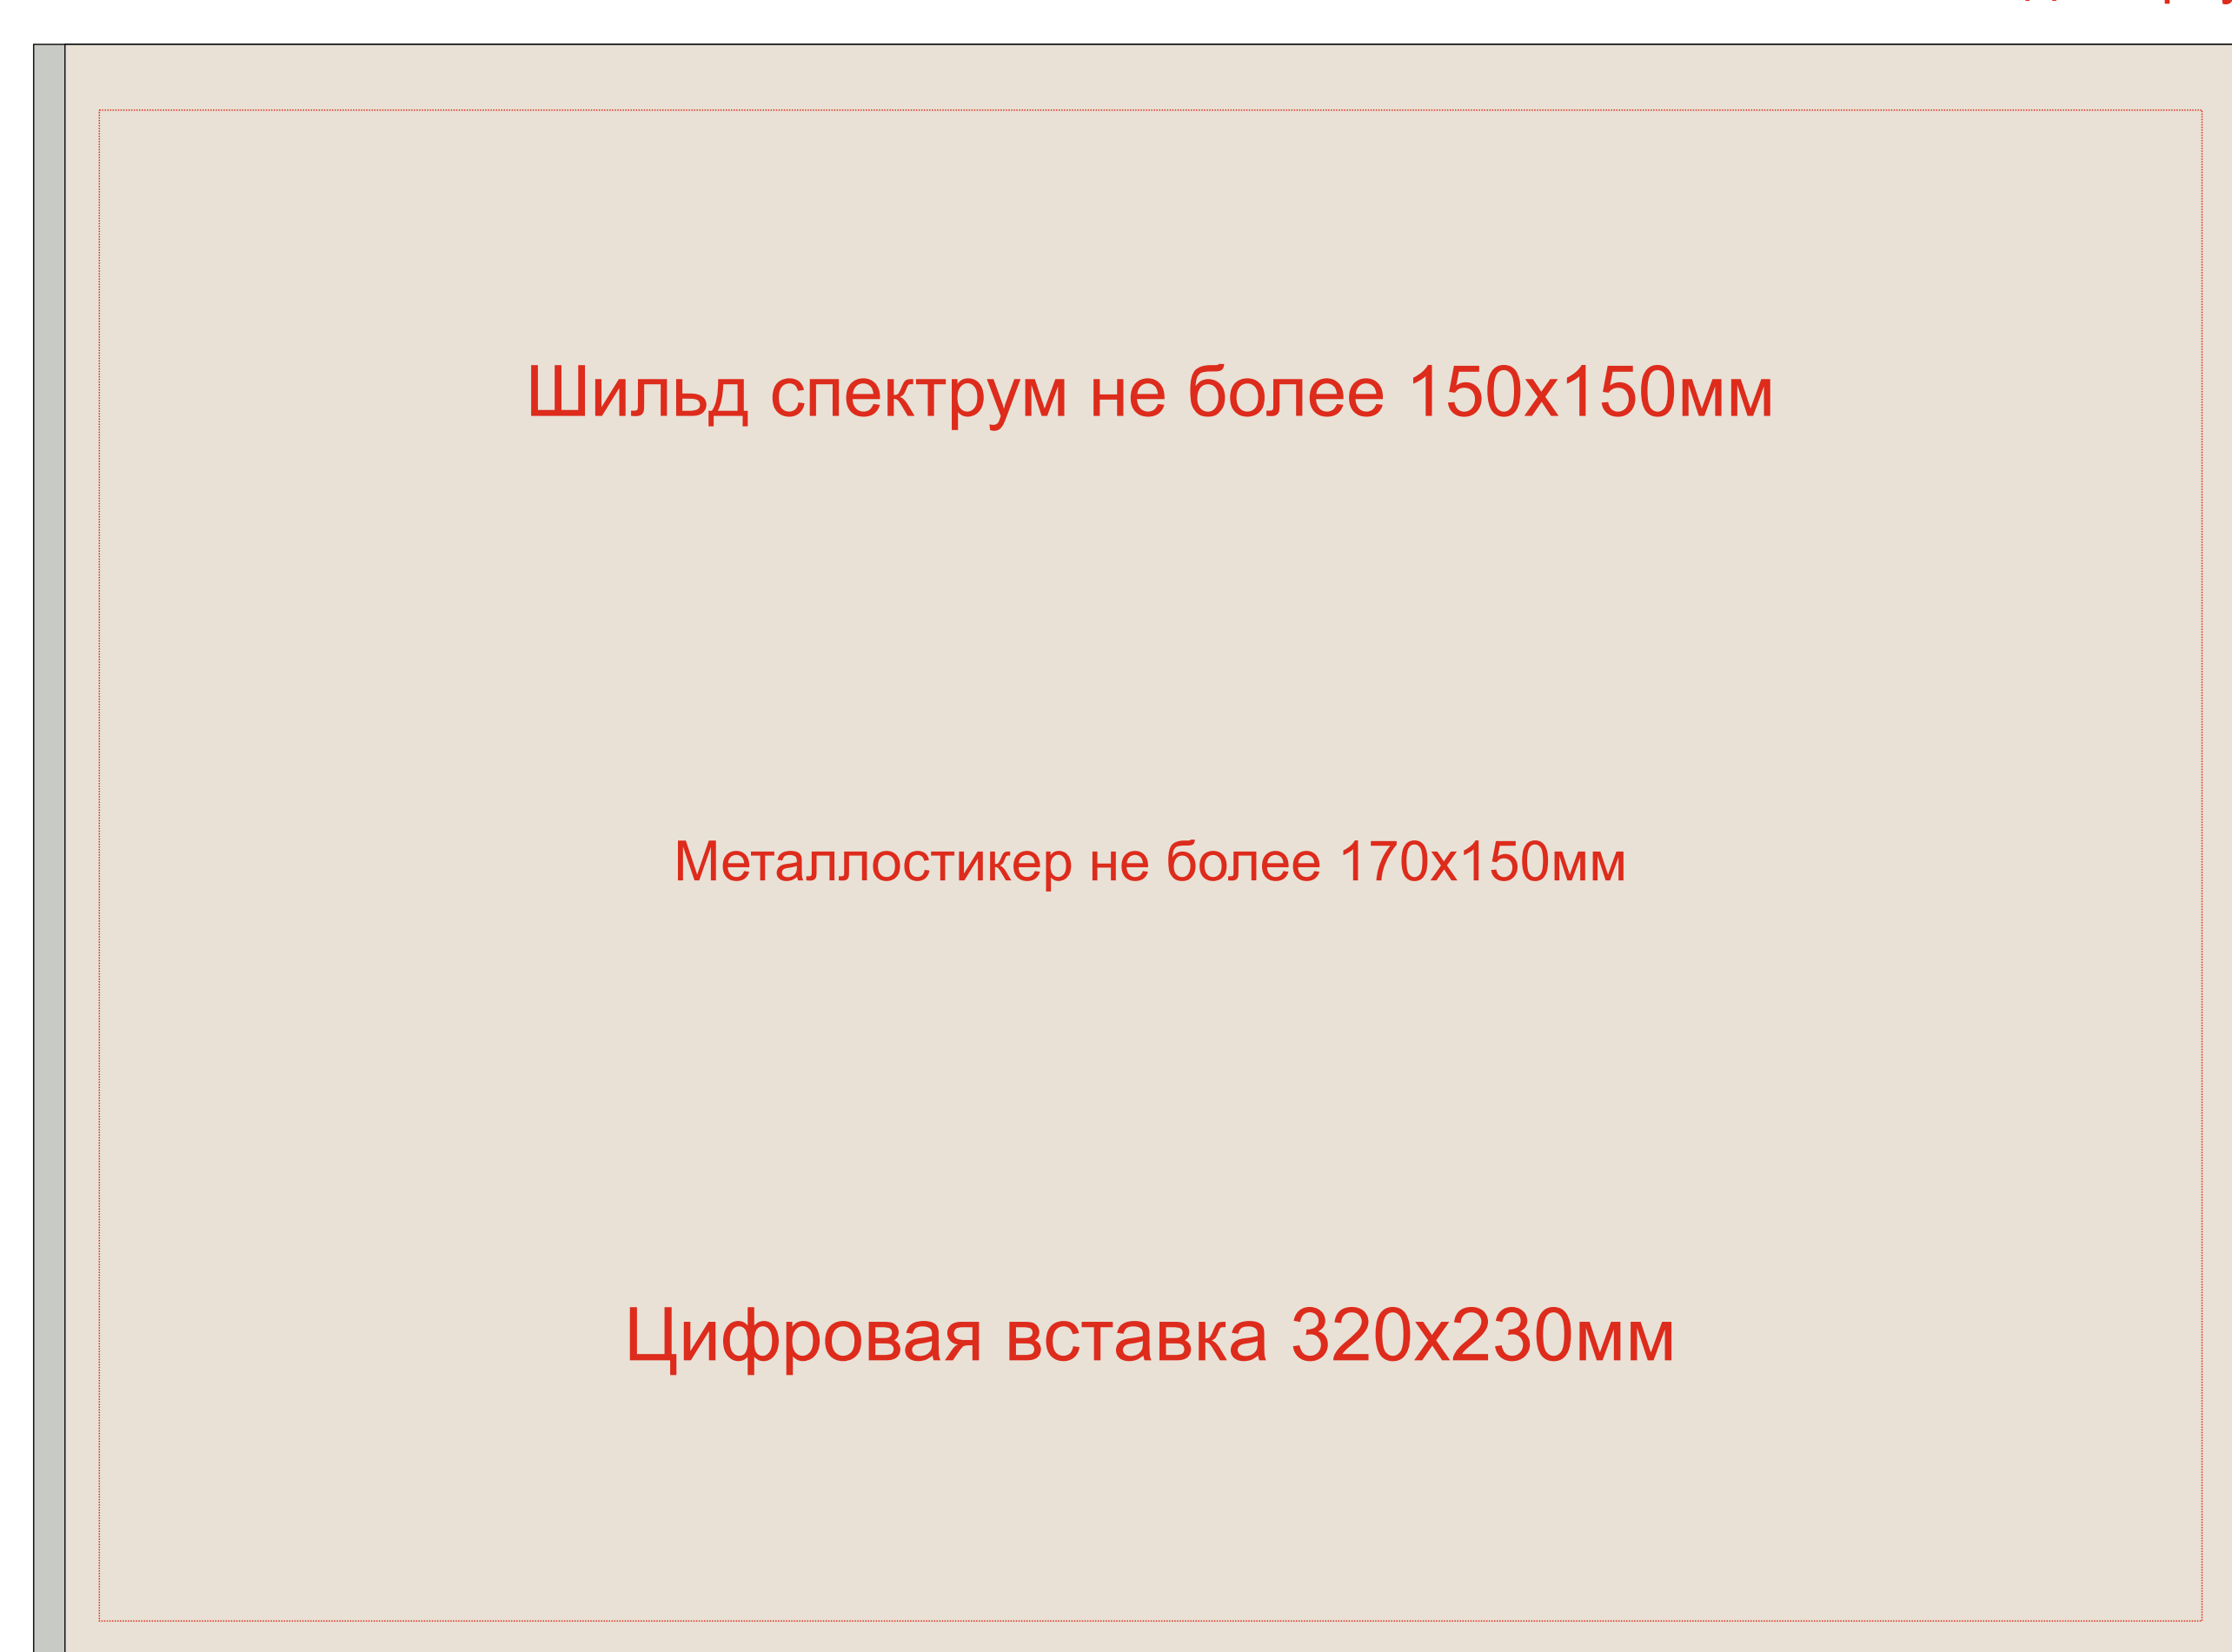 Шильд спектрум не более 150х150мм
Металлостикер не более 170х150мм
Цифровая вставка 320х230мм